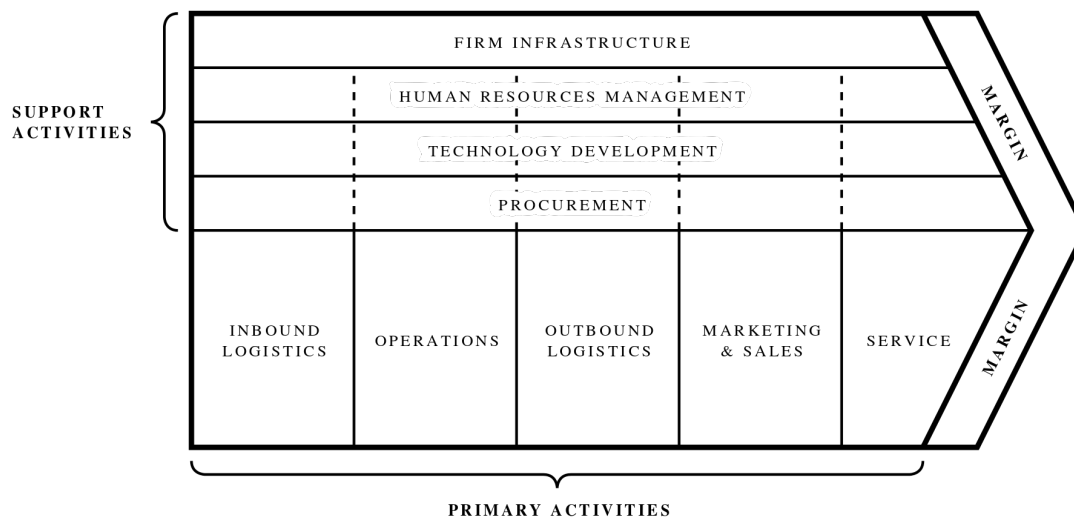 FIRM INFRASTRUCTURE
HUMAN RESOURCES MANAGEMENT
TECHNOLOGY DEVELOPMENT
PROCUREMENT
SUPPORT
ACTIVITIES
MARGIN
INBOUND
LOGISTICS
OPERATIONS
OUTBOUND
LOGISTICS
MARKETING
& SALES
SERVICE
MARGIN
PRIMARY ACTIVITIES